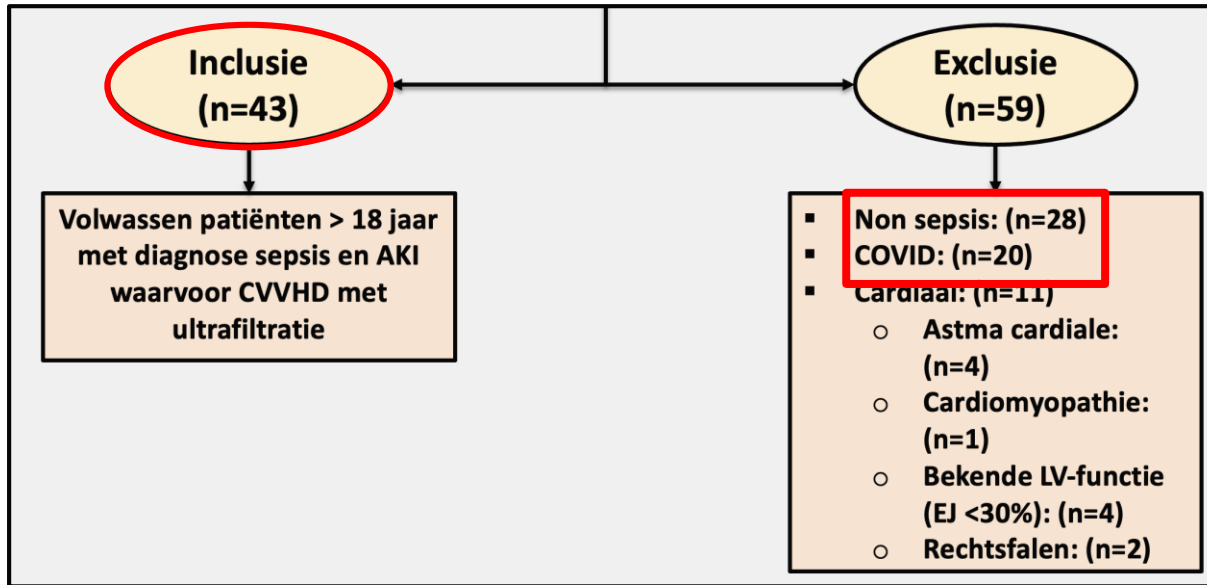 Inclusie
(n=43)
Exclusie
(n=59)
Volwassen patiënten > 18 jaar
met diagnose sepsis en AKI
waarvoor CVVHD met
ultrafiltratie
▪ Non sepsis: (n=28)
▪ COVID: (n=20)
▪ Cardiaal: (n=11)
o Astma cardiale:
(n=4)
o Cardiomyopathie:
(n=1)
o Bekende LV-functie
(EJ <30%): (n=4)
o Rechtsfalen: (n=2)